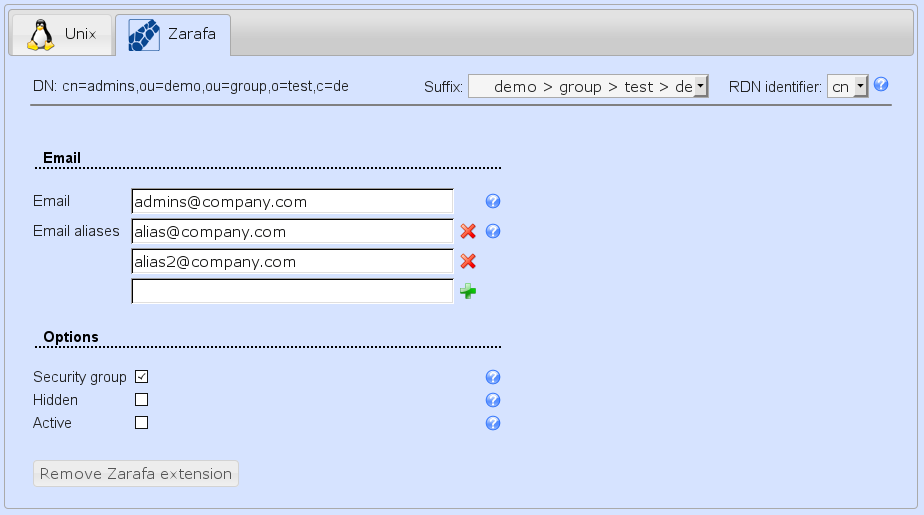 Unix Zarafa
DN: cn=admins,ou=demo,ou=group,o=test,c=de Suffix: demo > group > test > de RDN identifier: cn
Email
Email admins@company.com
Email aliases alias@company.com
alias2@company.com
Options
Security group
Hidden
Active
Remove Zarafa extension